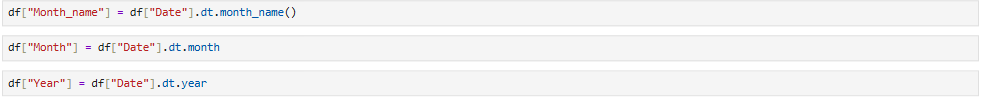 df["Month_name"] = df["Date"].dt.month_name()
df["Month"] = df["Date"].dt.month
df["Year"] = df["Date"].dt.year